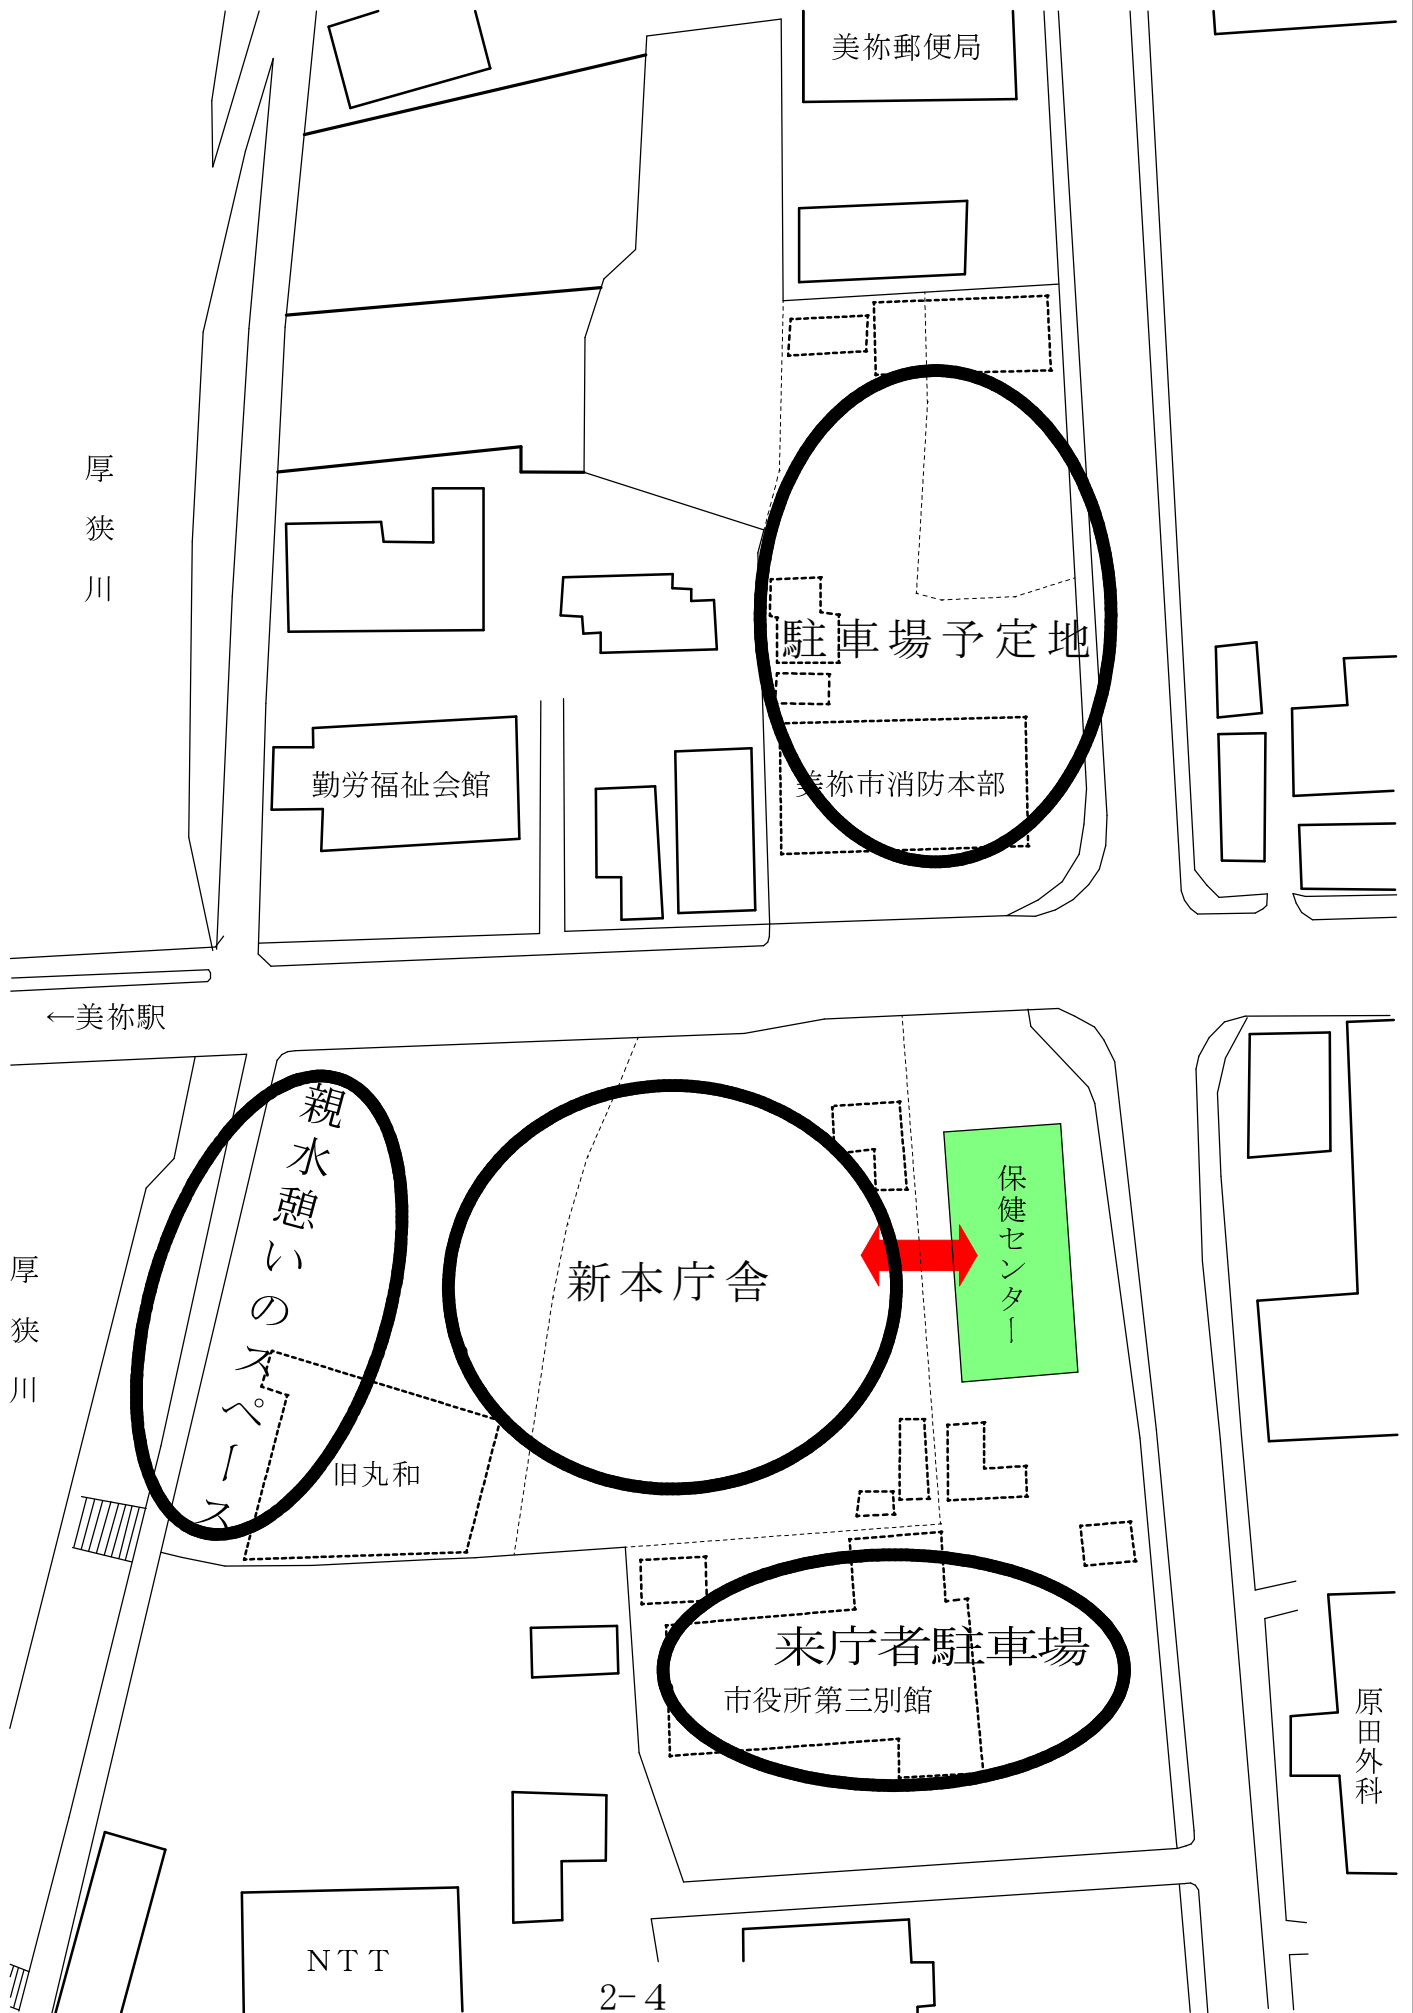 美祢郵便局
厚狭川
駐車場予定地
勤労福祉会館
美祢市消防本部
←美祢駅
親水憩いのスペース
保健センター
新本庁舎
厚狭川
旧丸和
来庁者駐車場
市役所第三別館
原田外科
NTT
2-4